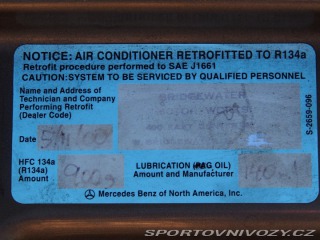 NOTICE: AIR CONDITIONER RETROFITTED TO R134a
Retrofit procedure performed to SAE J1661
CAUTION: SYSTEM TO BE SERVICED BY QUALIFIED PERSONNEL
Name and Address of
Technician and Company
Performing Retrofit
(Dealer Code)
BRIDGEWATER
Date
HFC 134a
(R134a)
Amount
LUBRICATION (PAG OIL)
Amount and Manufacturer
Mercedes Benz of North America, Inc.
S-2659-096
SPORTOVNIVOZY.CZ